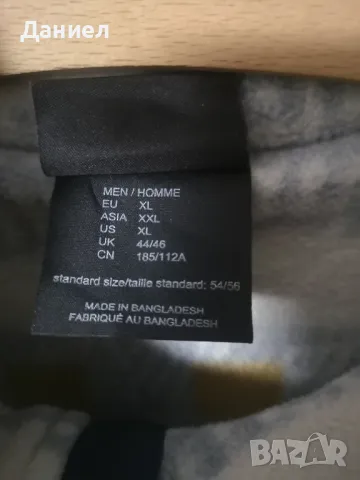 Даниел
MEN / HOMME
EU XL
ASIA XXL
US XL
UK 44/46
CN 185/112A
standard size/taille standard: 54/56
MADE IN BANGLADESH
FABRIQUÉ AU BANGLADESH
BAZAR